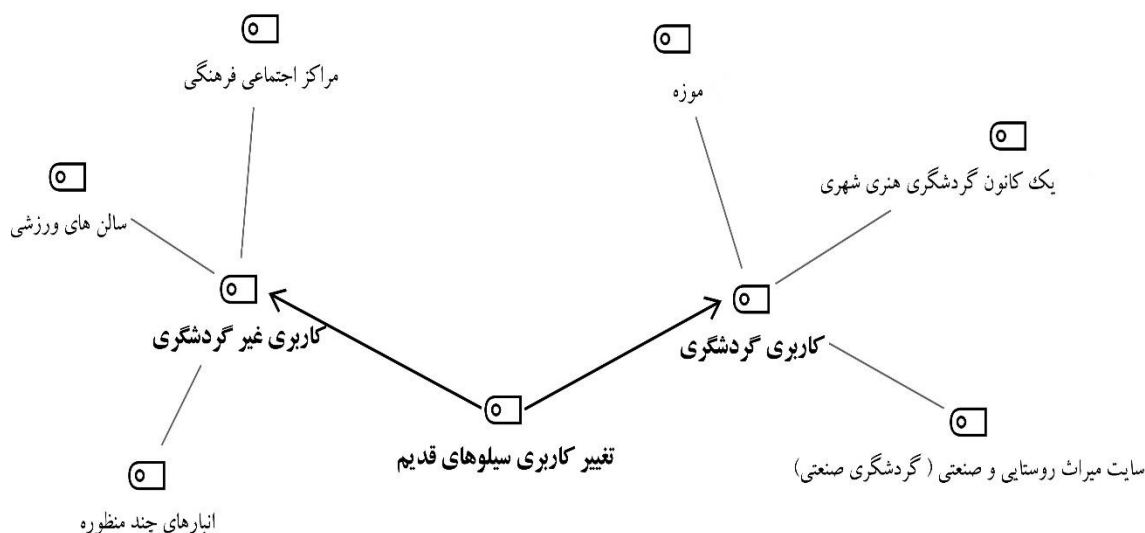 مراکز اجتماعی فرهنگی
موزه
یک کانون گردشگری هنری شهری
سالن های ورزشی
کاربری غیر گردشگری
کاربری گردشگری
تغییر کاربری سیلوهای قدیم
سایت میراث روستایی و صنعتی ( گردشگری صنعتی)
انبارهای چند منظوره